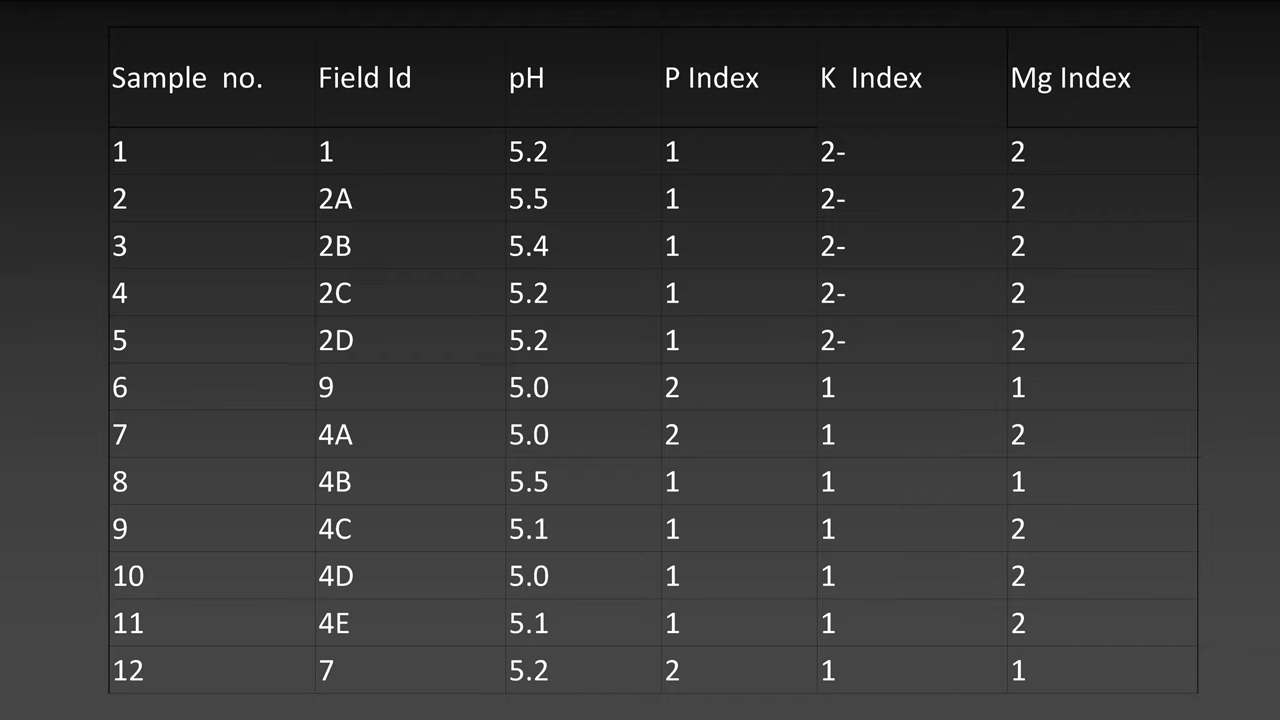 Sample no. Field Id pH P Index K Index Mg Index
1 1 5.2 1 2- 2
2 2A 5.5 1 2- 2
3 2B 5.4 1 2- 2
4 2C 5.2 1 2- 2
5 2D 5.2 1 2- 2
6 9 5.0 2 1 1
7 4A 5.0 2 1 2
8 4B 5.5 1 1 1
9 4C 5.1 1 1 2
10 4D 5.0 1 1 2
11 4E 5.1 1 1 2
12 7 5.2 2 1 1